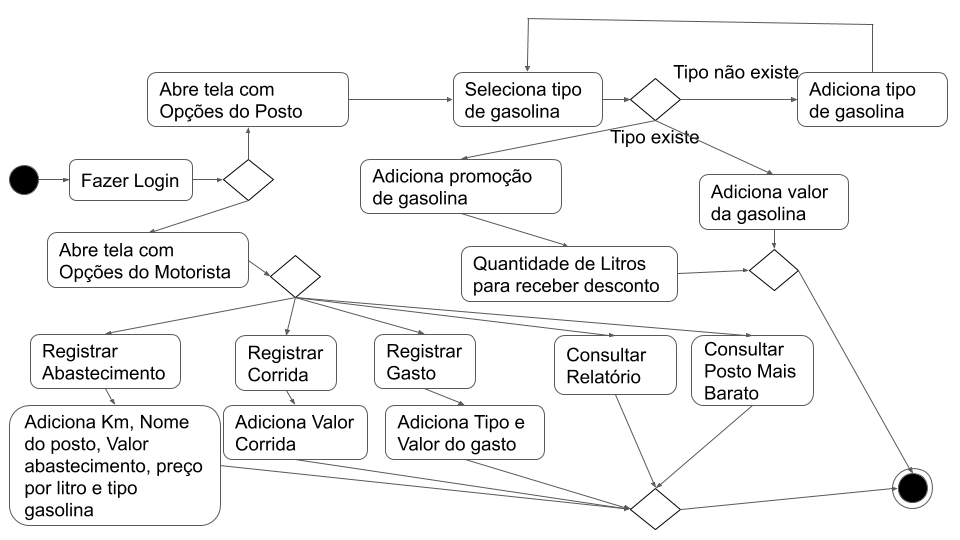 Tipo não existe
Abre tela com
Opções do Posto
Seleciona tipo
de gasolina
Adiciona tipo
de gasolina
Tipo existe
Fazer Login
Adiciona promoção
de gasolina
Adiciona valor
da gasolina
Abre tela com
Opções do Motorista
Quantidade de Litros
para receber desconto
Registrar
Abastecimento
Registrar
Corrida
Registrar
Gasto
Consultar
Relatório
Consultar
Posto Mais
Barato
Adiciona Km, Nome
do posto, Valor
abastecimento, preço
por litro e tipo
gasolina
Adiciona Valor
Corrida
Adiciona Tipo e
Valor do gasto